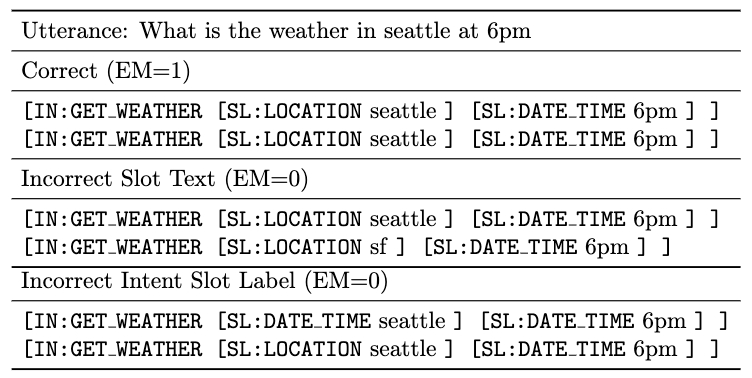 Utterance: What is the weather in seattle at 6pm
Correct (EM=1)
[IN:GET_WEATHER [SL:LOCATION seattle ] [SL:DATE_TIME 6pm ] ]
[IN:GET_WEATHER [SL:LOCATION seattle ] [SL:DATE_TIME 6pm ] ]
Incorrect Slot Text (EM=0)
[IN:GET_WEATHER [SL:LOCATION seattle ] [SL:DATE_TIME 6pm ] ]
[IN:GET_WEATHER [SL:LOCATION sf ] [SL:DATE_TIME 6pm ] ]
Incorrect Intent Slot Label (EM=0)
[IN:GET_WEATHER [SL:DATE_TIME seattle ] [SL:DATE_TIME 6pm ] ]
[IN:GET_WEATHER [SL:LOCATION seattle ] [SL:DATE_TIME 6pm ] ]